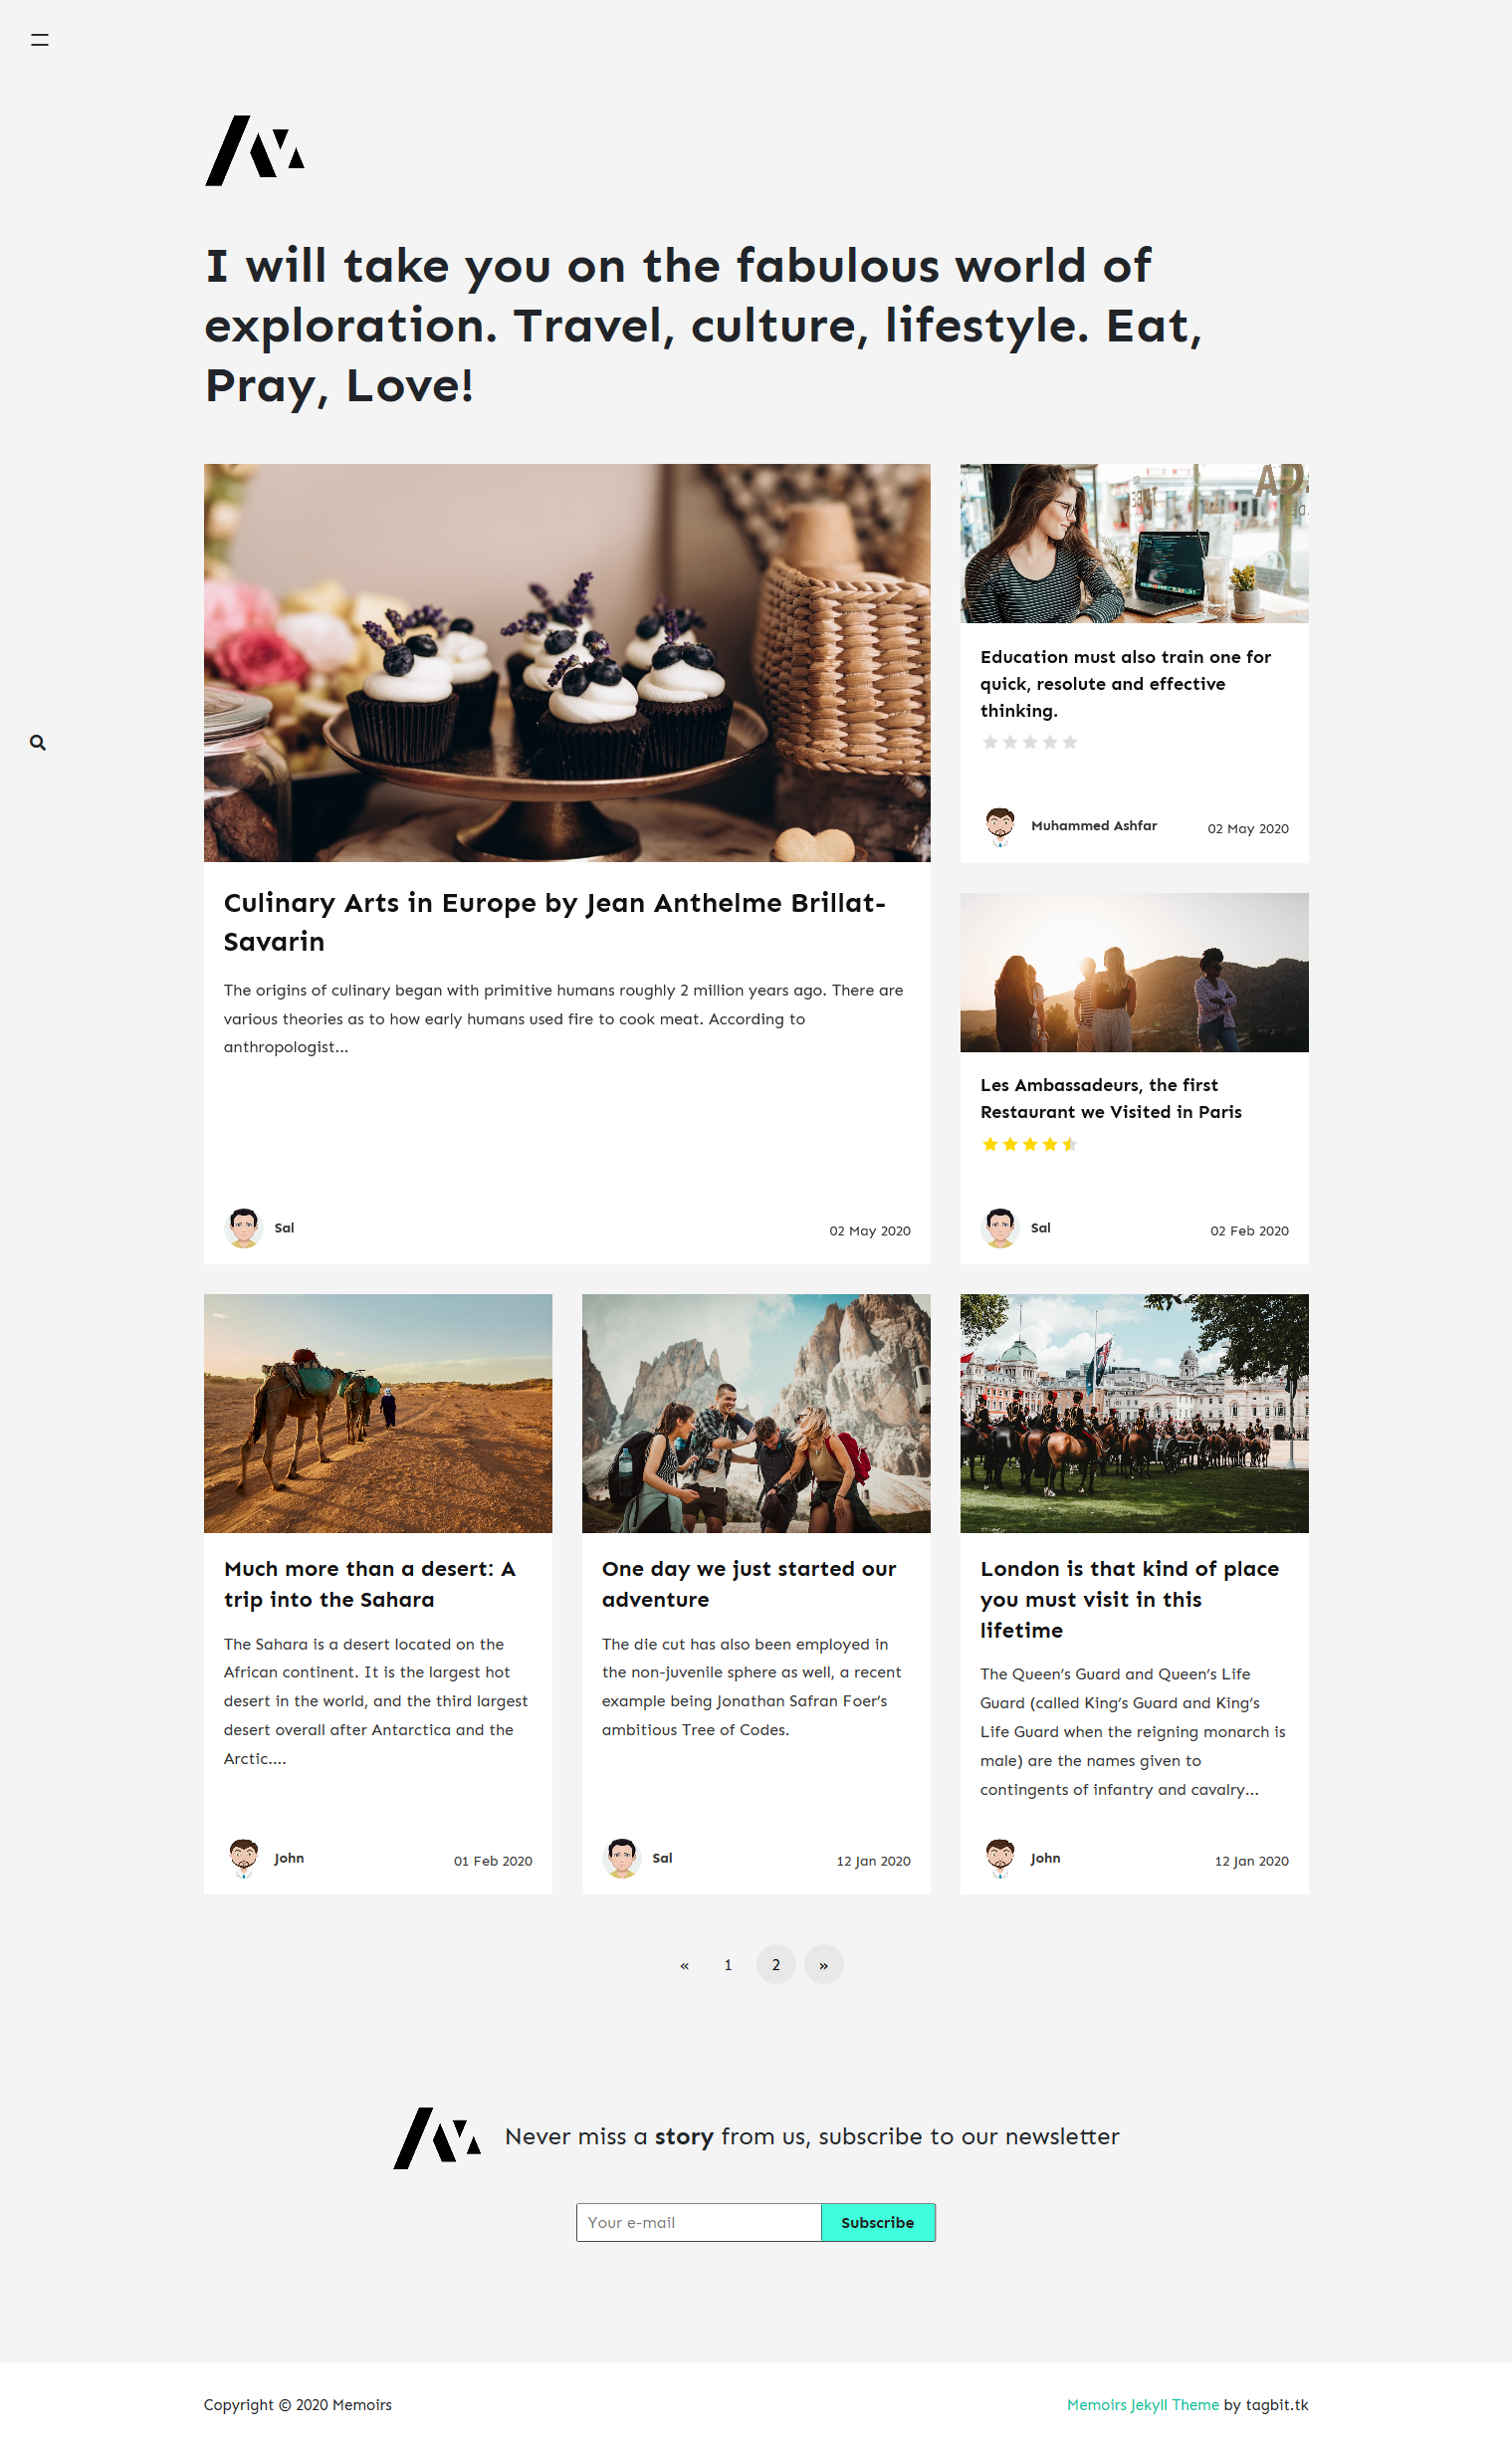 I will take you on the fabulous world of
exploration. Travel, culture, lifestyle. Eat,
Pray, Love!
Culinary Arts in Europe by Jean Anthelme Brillat-
Savarin
The origins of culinary began with primitive humans roughly 2 million years ago. There are
various theories as to how early humans used fire to cook meat. According to
anthropologist...
Sal
02 May 2020
Education must also train one for
quick, resolute and effective
thinking.
Muhammed Ashfar
02 May 2020
Les Ambassadeurs, the first
Restaurant we Visited in Paris
Sal
02 Feb 2020
Much more than a desert: A
trip into the Sahara
The Sahara is a desert located on the
African continent. It is the largest hot
desert in the world, and the third largest
desert overall after Antarctica and the
Arctic....
John
01 Feb 2020
One day we just started our
adventure
The die cut has also been employed in
the non-juvenile sphere as well, a recent
example being Jonathan Safran Foer’s
ambitious Tree of Codes.
Sal
12 Jan 2020
London is that kind of place
you must visit in this
lifetime
The Queen’s Guard and Queen’s Life
Guard (called King’s Guard and King’s
Life Guard when the reigning monarch is
male) are the names given to
contingents of infantry and cavalry...
John
12 Jan 2020
« 1 2 »
Never miss a story from us, subscribe to our newsletter
Your e-mail
Subscribe
Copyright © 2020 Memoirs
Memoirs Jekyll Theme by tagbit.tk